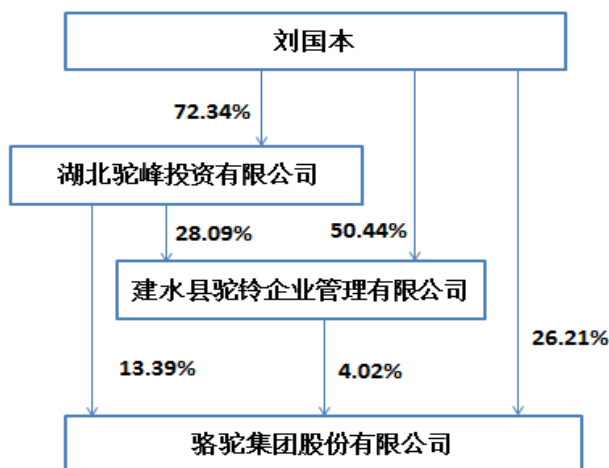 刘国本
72.34%
湖北驼峰投资有限公司
28.09%
50.44%
建水县驼铃企业管理有限公司
26.21%
13.39%
4.02%
骆驼集团股份有限公司